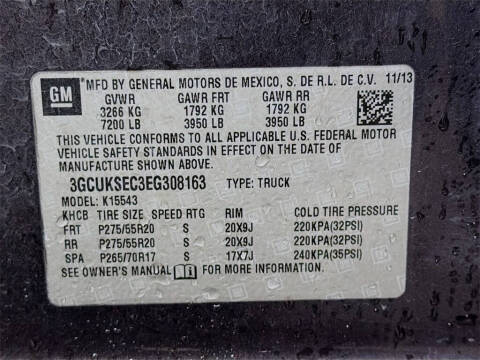 GM MFD BY GENERAL MOTORS DE MEXICO, S. DE R.L. DE C.V. 11/13
GVWR GAWR FRT GAWR RR
3266 KG 1792 KG 1792 KG
7200 LB 3950 LB 3950 LB
THIS VEHICLE CONFORMS TO ALL APPLICABLE U.S. FEDERAL MOTOR
VEHICLE SAFETY STANDARDS IN EFFECT ON THE DATE OF
MANUFACTURE SHOWN ABOVE.
3GCUKSEC3EG308163 TYPE: TRUCK
MODEL: K15543
KHCB TIRE SIZE SPEED RTG RIM COLD TIRE PRESSURE
FRT P275/55R20 S 20X9J 220KPA(32PSI)
RR P275/55R20 S 20X9J 220KPA(32PSI)
SPA P265/70R17 S 17X7J 240KPA(35PSI)
SEE OWNER'S MANUAL FOR MORE INFORMATION.